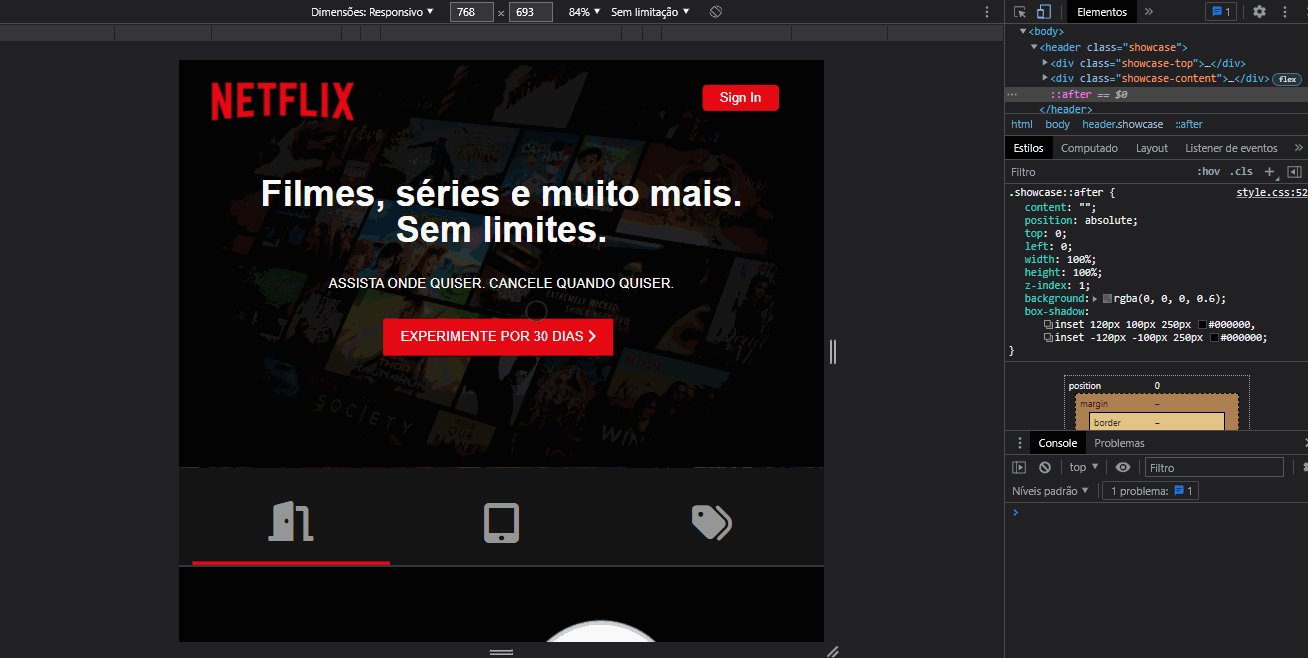 Dimensões: Responsivo ▼ 768 × 693 84% ▼ Sem limitação ▼
Elementos » 1
▼<body>
▼<header class="showcase">
▶<div class="showcase-top">…</div>
▶<div class="showcase-content">…</div> flex
··· ::after == $0
</header>
html body header.showcase ::after
Estilos Computado Layout Listener de eventos »
Filtro :hov .cls +
.showcase::after { style.css:52
content: "";
position: absolute;
top: 0;
left: 0;
width: 100%;
height: 100%;
z-index: 1;
background: ▶ rgba(0, 0, 0, 0.6);
box-shadow:
inset 120px 100px 250px #000000,
inset -120px -100px 250px #000000;
}
position 0
margin –
border –
Console Problemas
top ▼ Filtro
Níveis padrão ▼ 1 problema: 1
NETFLIX
Sign In
Filmes, séries e muito mais.
Sem limites.
ASSISTA ONDE QUISER. CANCELE QUANDO QUISER.
EXPERIMENTE POR 30 DIAS
SOCIETY